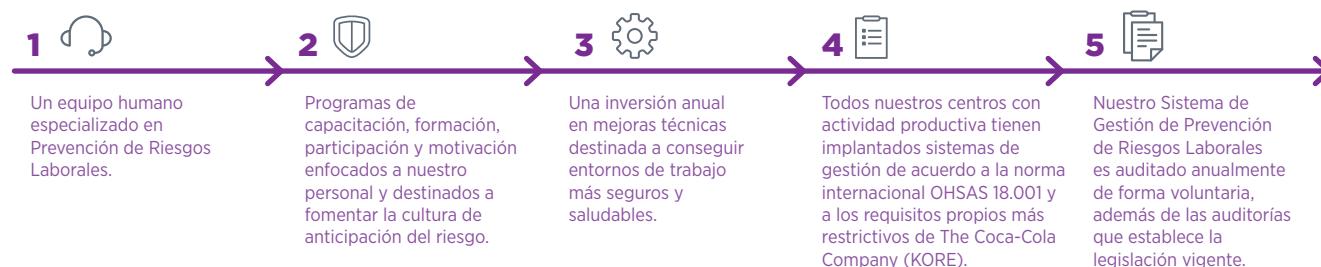 1
Un equipo humano
especializado en
Prevención de Riesgos
Laborales.
2
Programas de
capacitación, formación,
participación y motivación
enfocados a nuestro
personal y destinados a
fomentar la cultura de
anticipación del riesgo.
3
Una inversión anual
en mejoras técnicas
destinada a conseguir
entornos de trabajo
más seguros y
saludables.
4
Todos nuestros centros con
actividad productiva tienen
implantados sistemas de
gestión de acuerdo a la norma
internacional OHSAS 18.001 y
a los requisitos propios más
restrictivos de The Coca-Cola
Company (KORE).
5
Nuestro Sistema de
Gestión de Prevención
de Riesgos Laborales
es auditado anualmente
de forma voluntaria,
además de las auditorías
que establece la
legislación vigente.